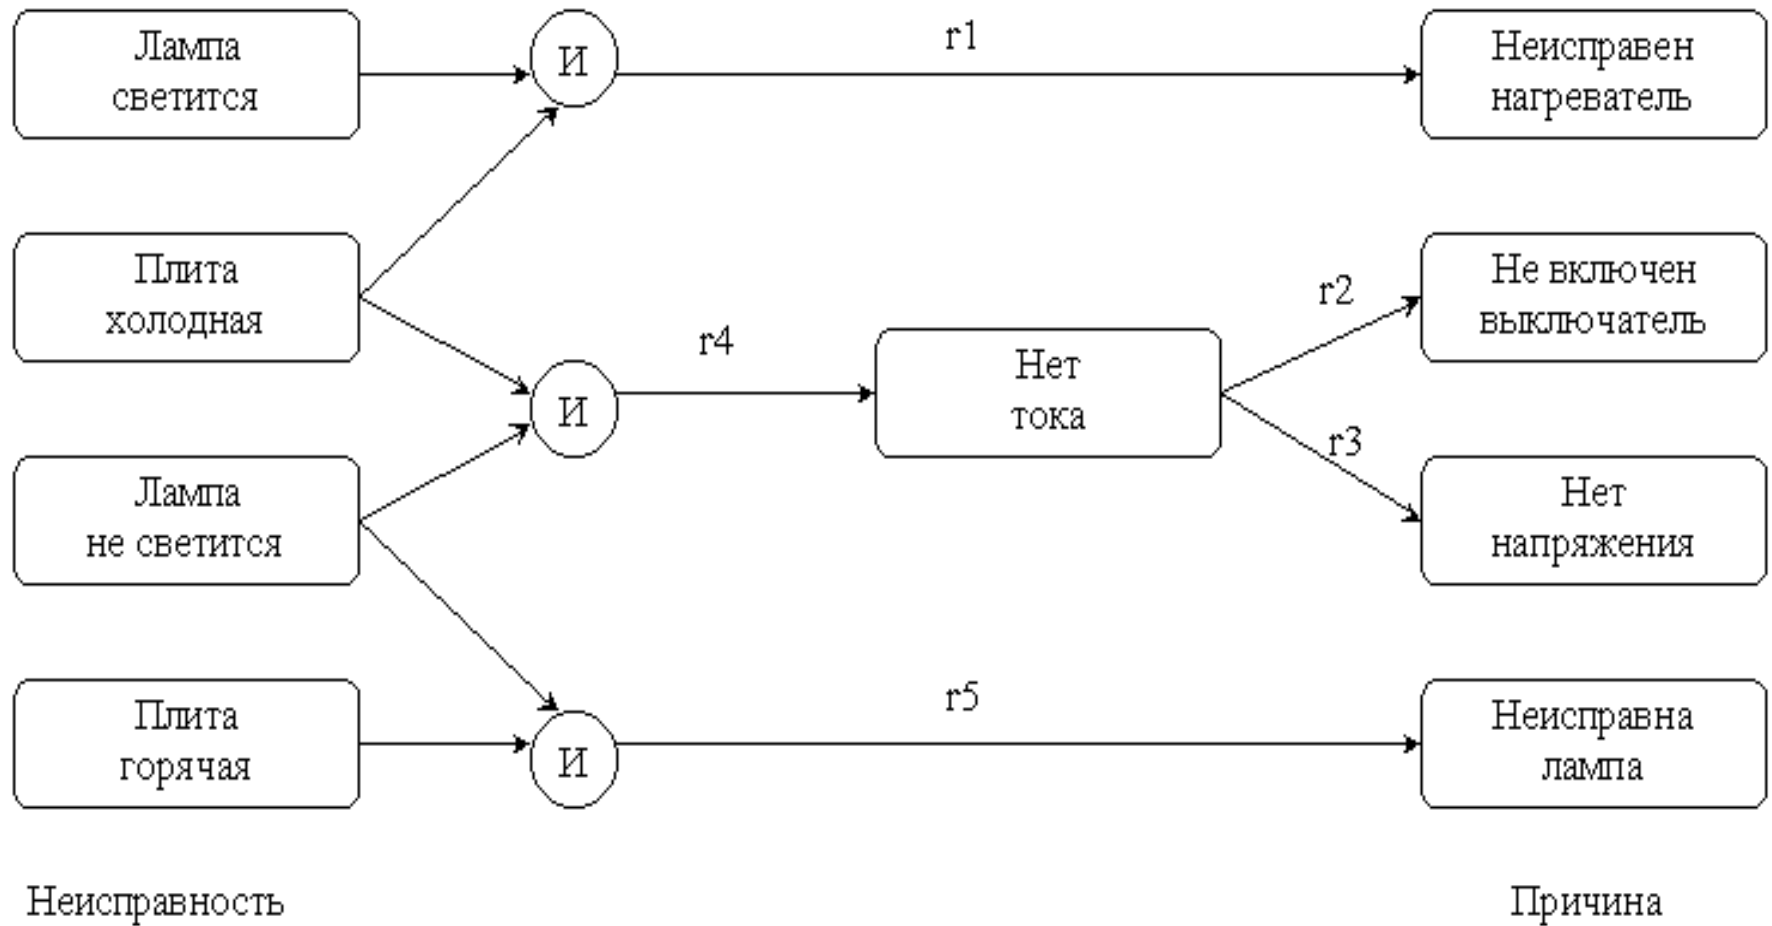 Лампа
светится
И
r1
Неисправен
нагреватель
Плита
холодная
r4
И
Нет
тока
r2
Не включен
выключатель
r3
Лампа
не светится
Нет
напряжения
Плита
горячая
И
r5
Неисправна
лампа
Неисправность
Причина